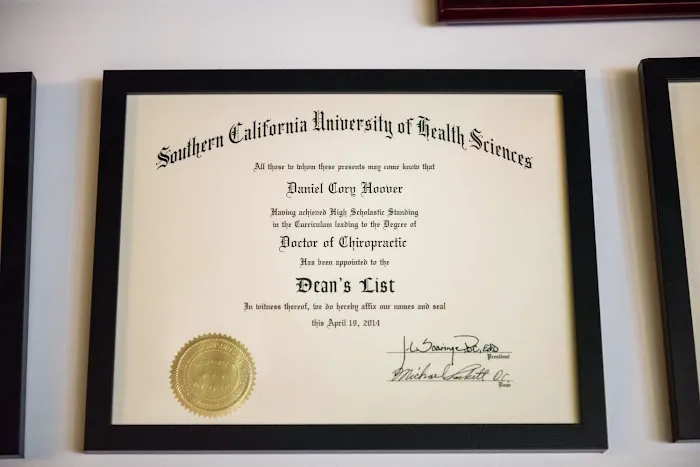 Southern California University of Health Sciences
All those to whom these presents may come know that
Daniel Cory Hoover
Having achieved High Scholastic Standing
in the Curriculum leading to the Degree of
Doctor of Chiropractic
Has been appointed to the
Dean's List
In witness thereof, we do hereby affix our names and seal
this April 19, 2014
President
Dean